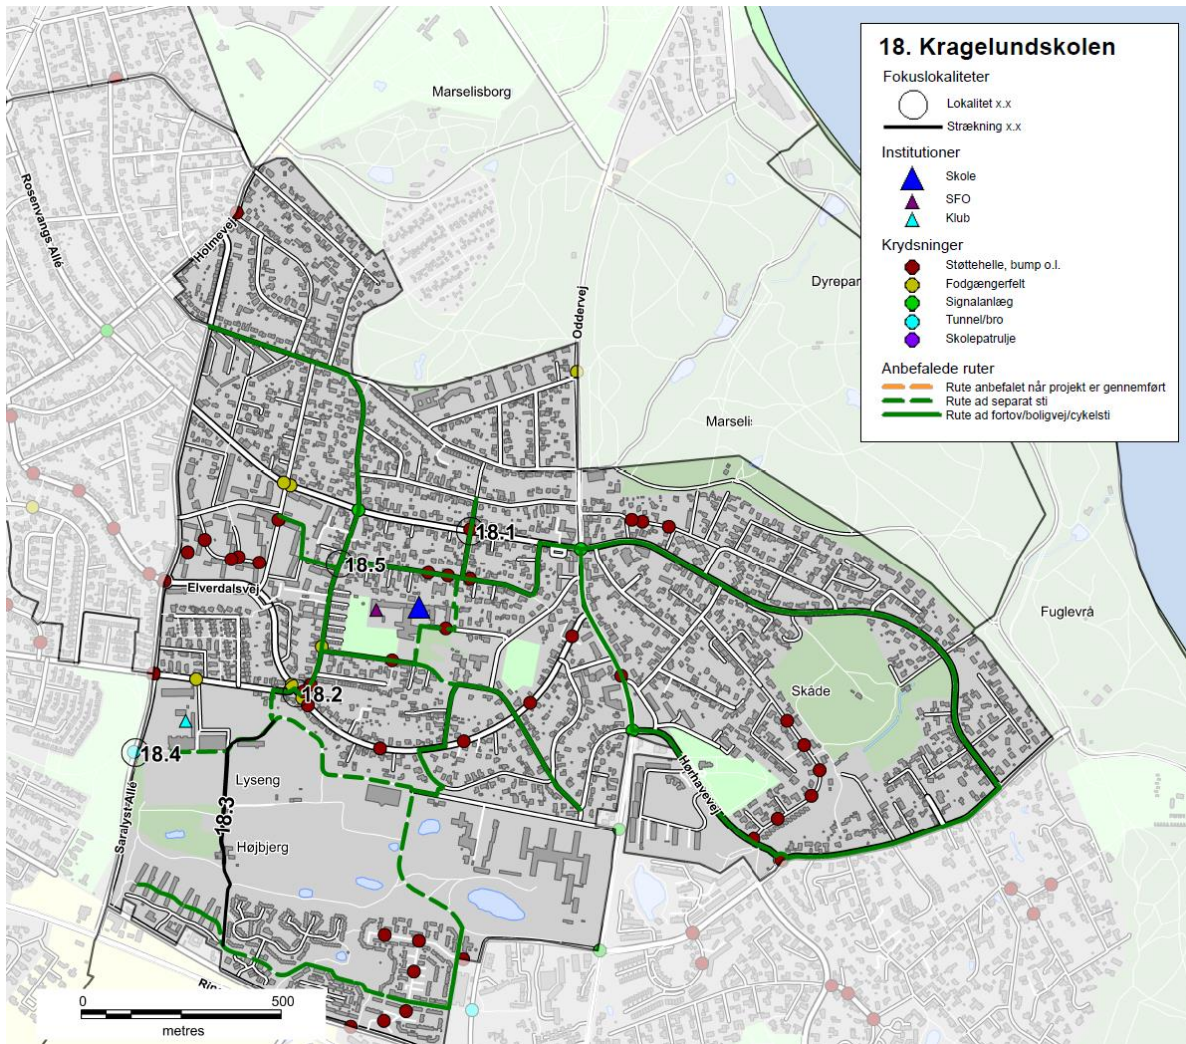 18. Kragelundskolen
Fokuslokaliteter
Lokalitet x.x
Strækning x.x
Institutioner
Skole
SFO
Klub
Krydsninger
Støttehelle, bump o.l.
Fodgængerfelt
Signalanlæg
Tunnel/bro
Skolepatrulje
Anbefalede ruter
Rute anbefalet når projekt er gennemført
Rute ad separat sti
Rute ad fortov/boligvej/cykelsti
Marselisborg
Rosenvangs Allé
Holmevej
Oddervej
Dyrepar
Marseli
18.1
18.5
Elverdalsvej
Fuglevrå
18.2
Skåde
18.4
Lyseng
Hørhavevej
Saralyst Allé
18.3
Højbjerg
0 500
metres